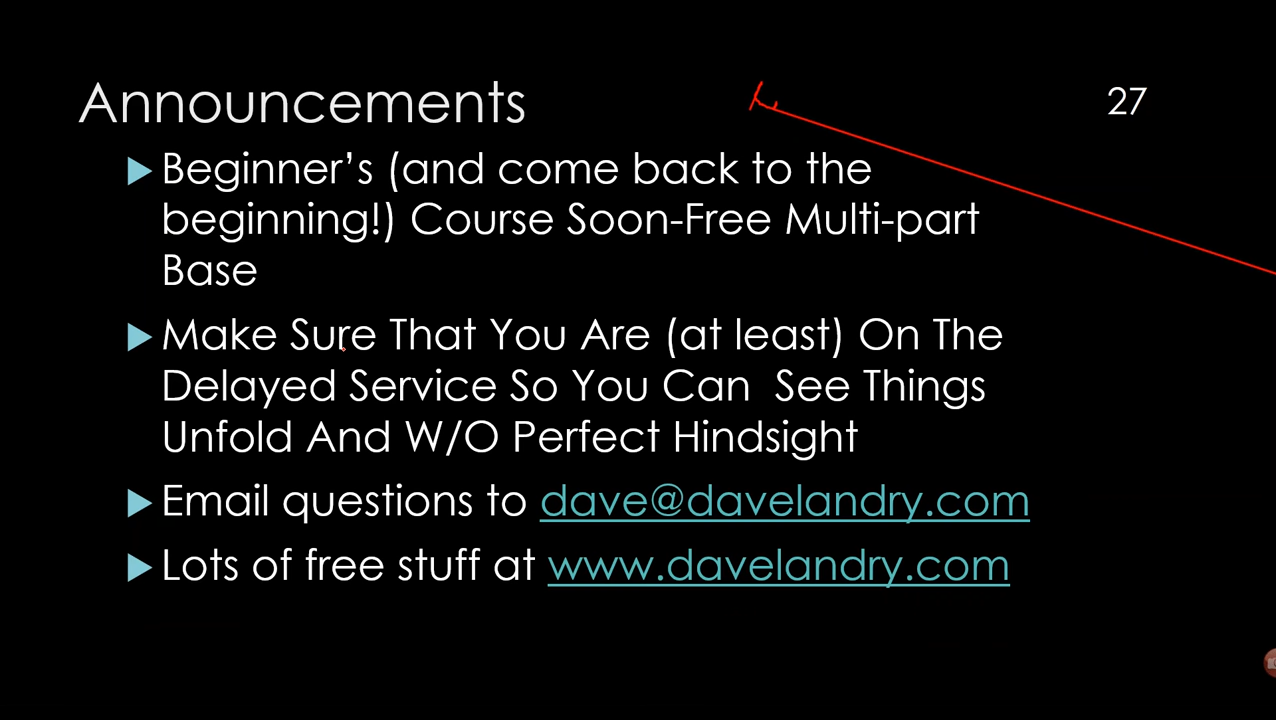 Announcements
27
Beginner’s (and come back to the
beginning!) Course Soon-Free Multi-part
Base
Make Sure That You Are (at least) On The
Delayed Service So You Can  See Things
Unfold And W/O Perfect Hindsight
Email questions to dave@davelandry.com
Lots of free stuff at www.davelandry.com